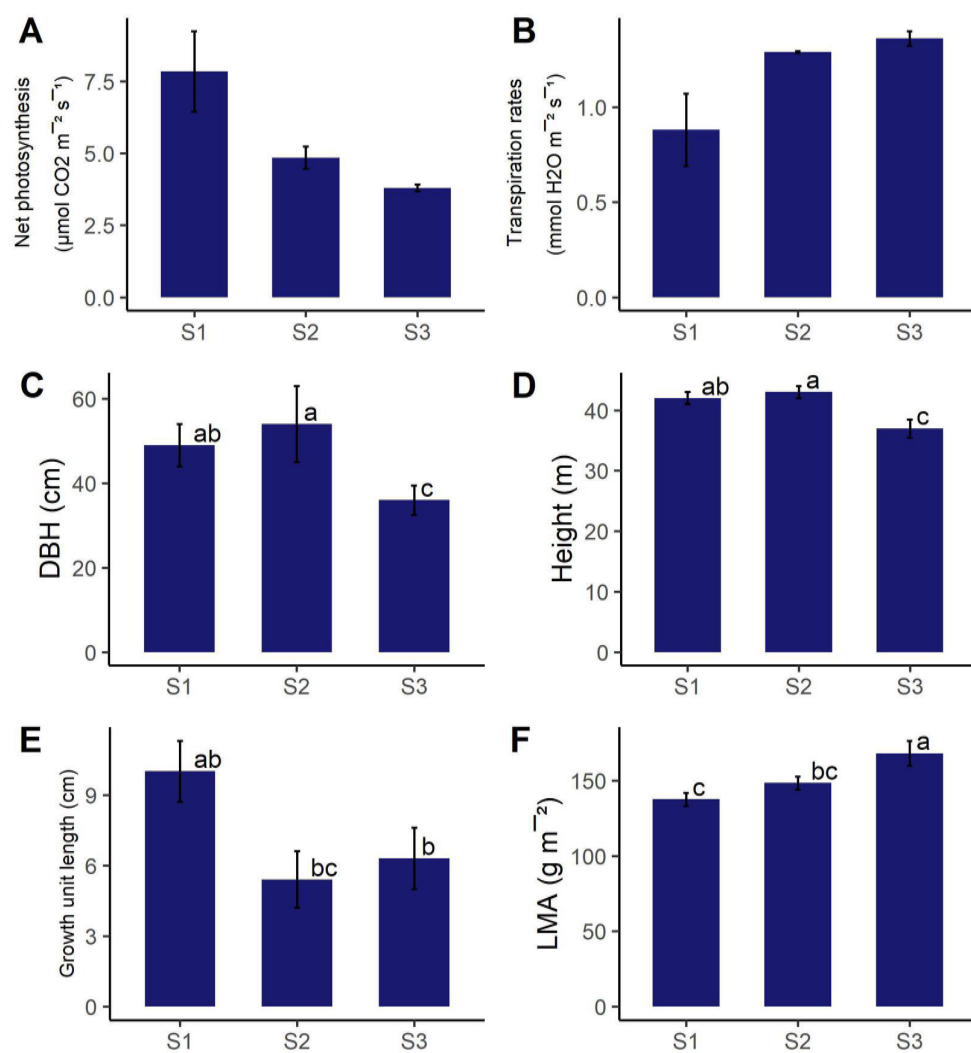 A
Net photosynthesis
(µmol CO2 m¯² s¯¹)
7.5
5.0
2.5
0.0
S1
S2
S3
B
Transpiration rates
(mmol H2O m¯² s¯¹)
1.0
0.5
0.0
S1
S2
S3
C
DBH (cm)
60
40
20
0
ab
a
c
S1
S2
S3
D
Height (m)
40
30
20
10
0
ab
a
c
S1
S2
S3
E
Growth unit length (cm)
9
6
3
0
ab
bc
b
S1
S2
S3
F
LMA (g m¯²)
150
100
50
0
c
bc
a
S1
S2
S3